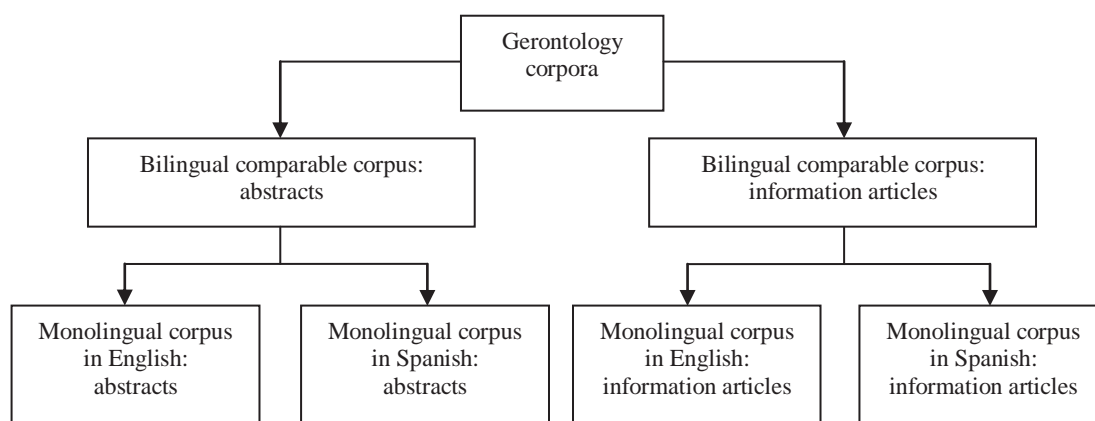 Gerontology
corpora
Bilingual comparable corpus:
abstracts
Bilingual comparable corpus:
information articles
Monolingual corpus
in English:
abstracts
Monolingual corpus
in Spanish:
abstracts
Monolingual corpus
in English:
information articles
Monolingual corpus
in Spanish:
information articles